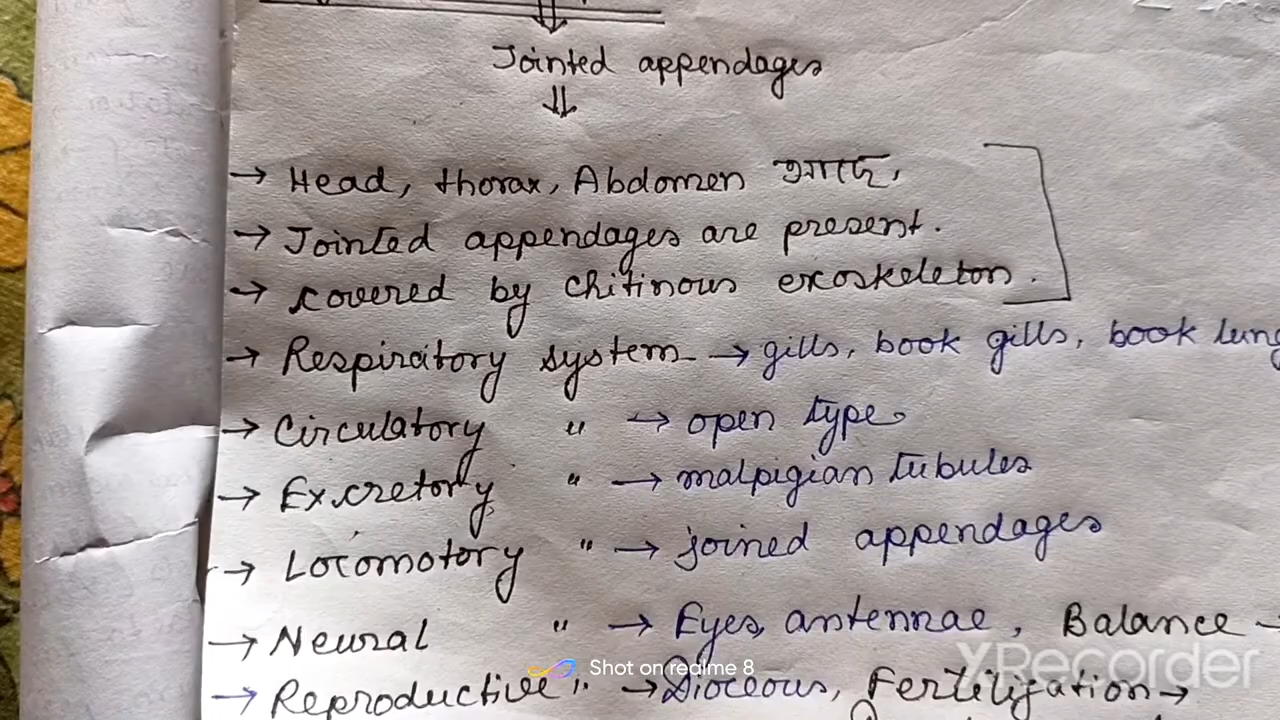 Jointed appendages
⇓
→ Head, thorax, Abdomen
→ Jointed appendages are present.
→ covered by chitinous exoskeleton.
→ Respiratory system → gills, book gills, book lung
→ Circulatory " → open type
→ Excretory " → malpigian tubules
→ Locomotory " → joined appendages
→ Neural " → Eyes, antennae, Balance →
→ Reproductive " → Dioceous, Fertilization →
Shot on realme 8
XRecorder